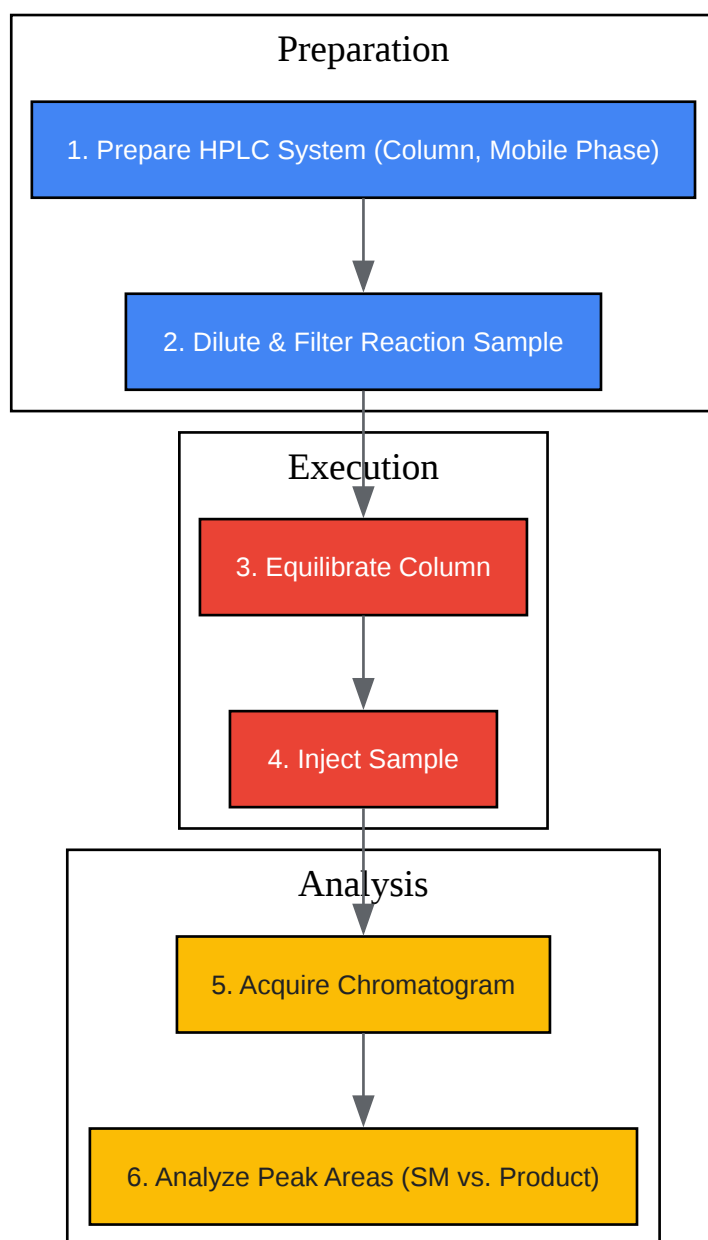 Preparation
1. Prepare HPLC System (Column, Mobile Phase)
2. Dilute & Filter Reaction Sample
Execution
3. Equilibrate Column
4. Inject Sample
Analysis
5. Acquire Chromatogram
6. Analyze Peak Areas (SM vs. Product)